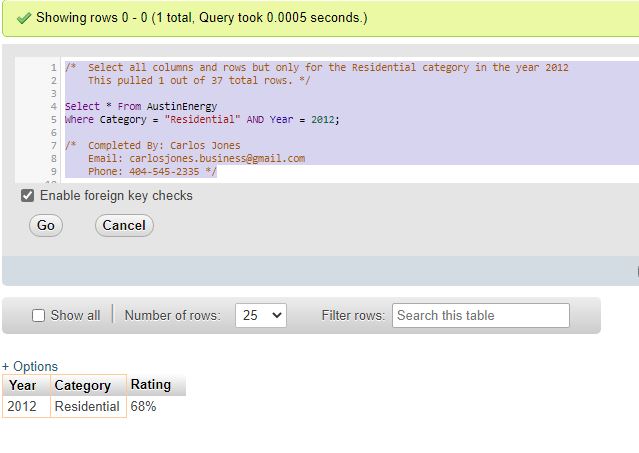 Showing rows 0 - 0 (1 total, Query took 0.0005 seconds.)
1 /* Select all columns and rows but only for the Residential category in the year 2012
2 This pulled 1 out of 37 total rows. */
3
4 Select * From AustinEnergy
5 Where Category = "Residential" AND Year = 2012;
6
7 /* Completed By: Carlos Jones
8 Email: carlosjones.business@gmail.com
9 Phone: 404-545-2335 */
Enable foreign key checks
Go Cancel
Show all Number of rows: 25 Filter rows: Search this table
+ Options
Year Category Rating
2012 Residential 68%